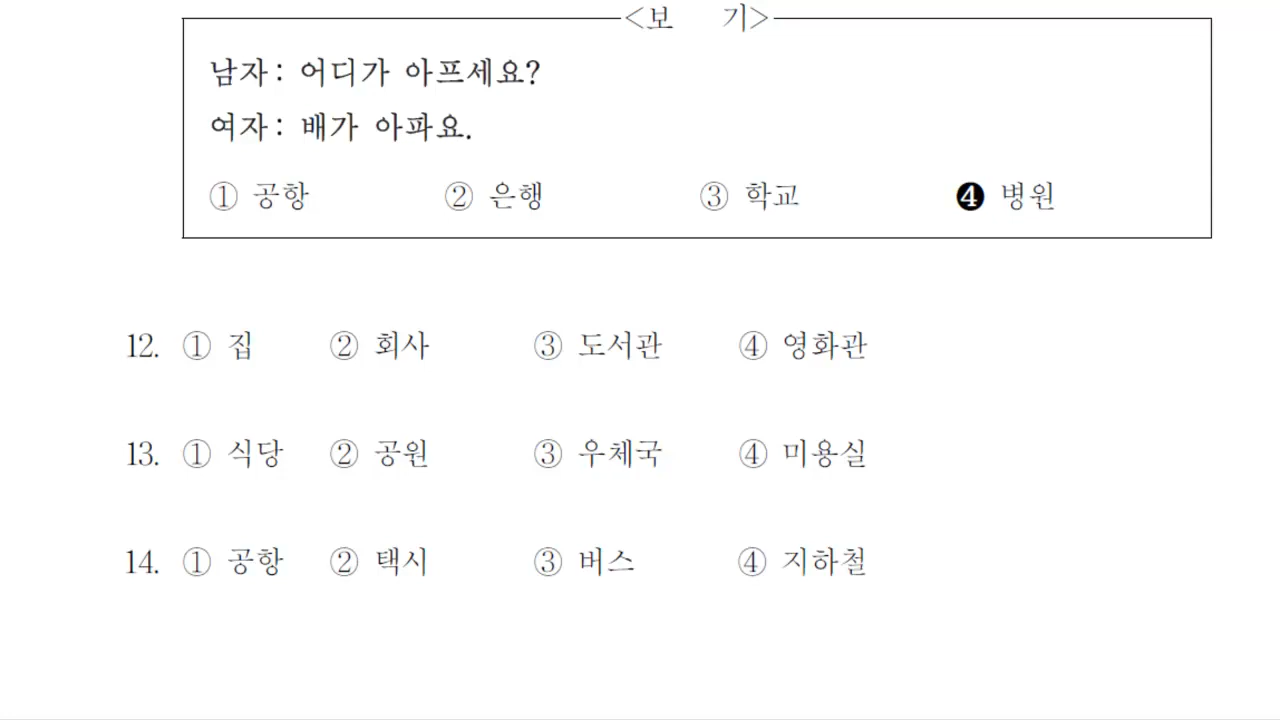 <보 기>
남자: 어디가 아프세요?
여자: 배가 아파요.
① 공항 ② 은행 ③ 학교 ❹ 병원
12. ① 집 ② 회사 ③ 도서관 ④ 영화관
13. ① 식당 ② 공원 ③ 우체국 ④ 미용실
14. ① 공항 ② 택시 ③ 버스 ④ 지하철